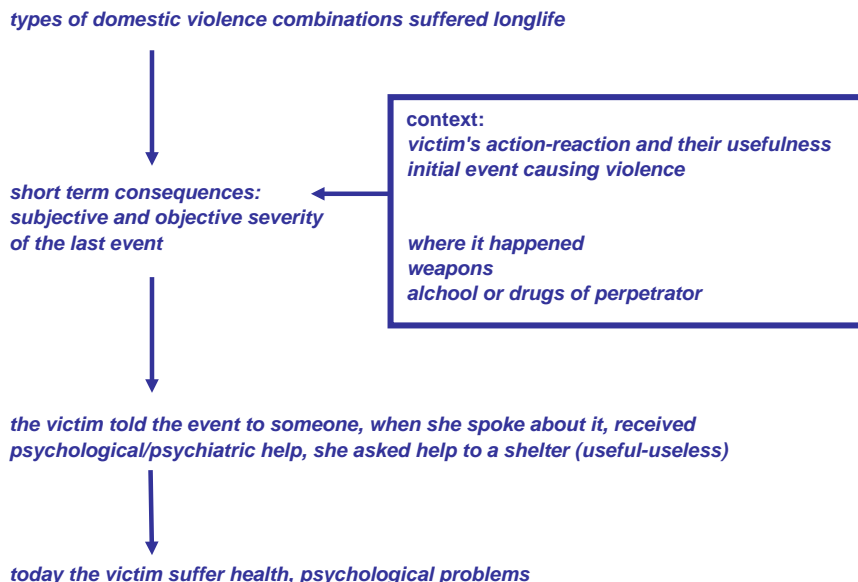 types of domestic violence combinations suffered longlife
context:
victim's action-reaction and their usefulness
initial event causing violence
short term consequences:
subjective and objective severity
of the last event
where it happened
weapons
alchool or drugs of perpetrator
the victim told the event to someone, when she spoke about it, received
psychological/psychiatric help, she asked help to a shelter (useful-useless)
today the victim suffer health, psychological problems